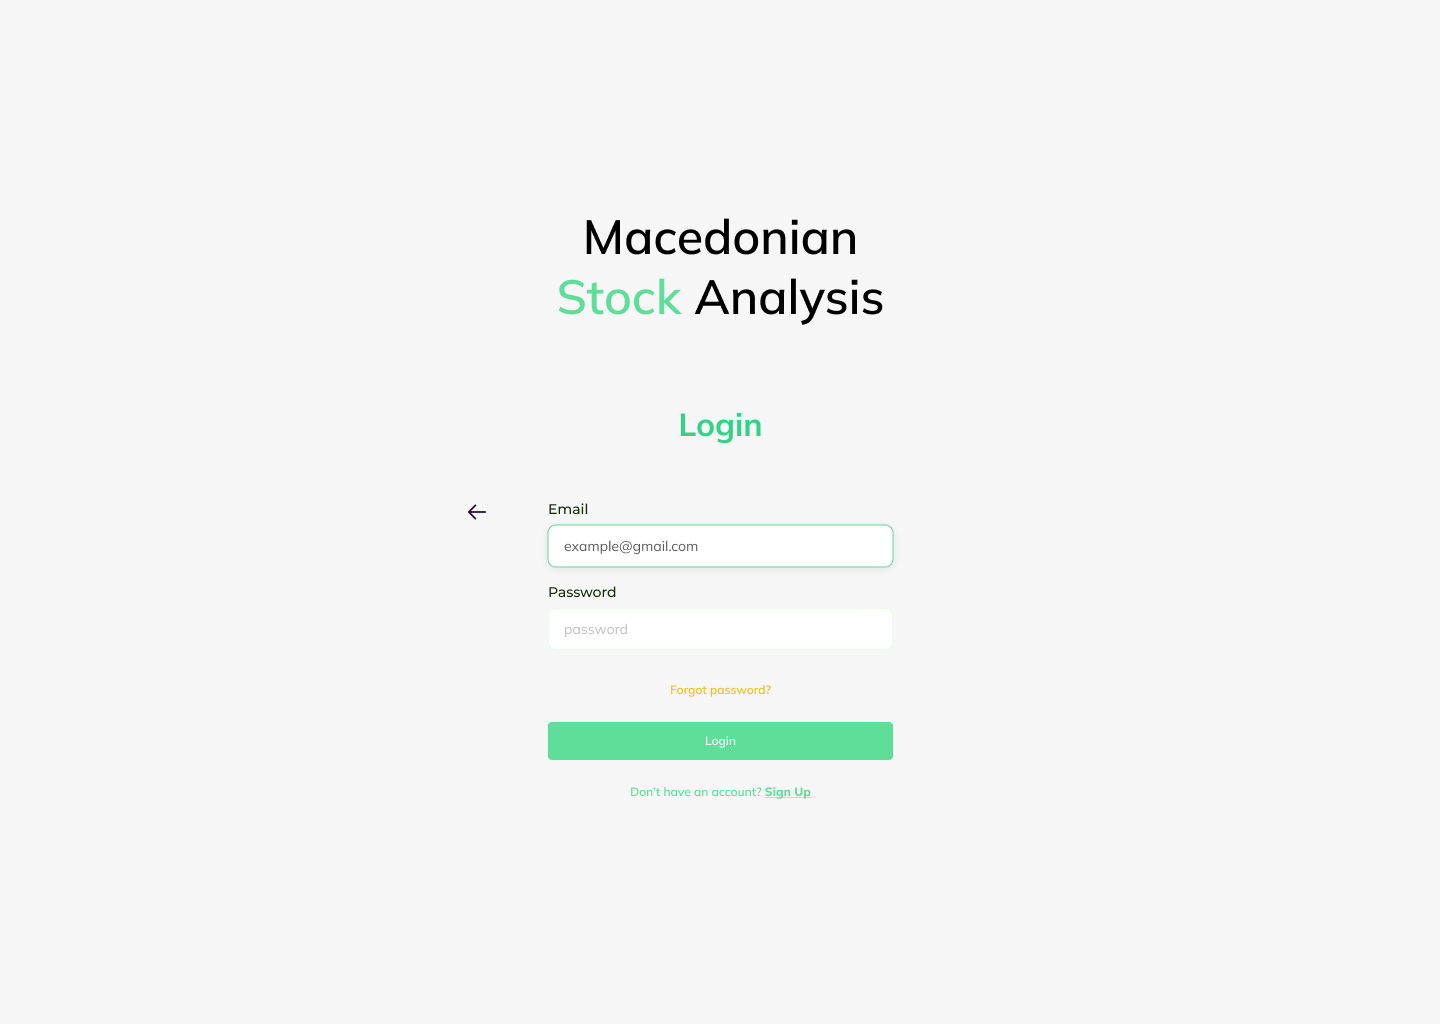 Macedonian
Stock Analysis
Login
Email
example@gmail.com
Password
password
Forgot password?
Login
Don't have an account? Sign Up